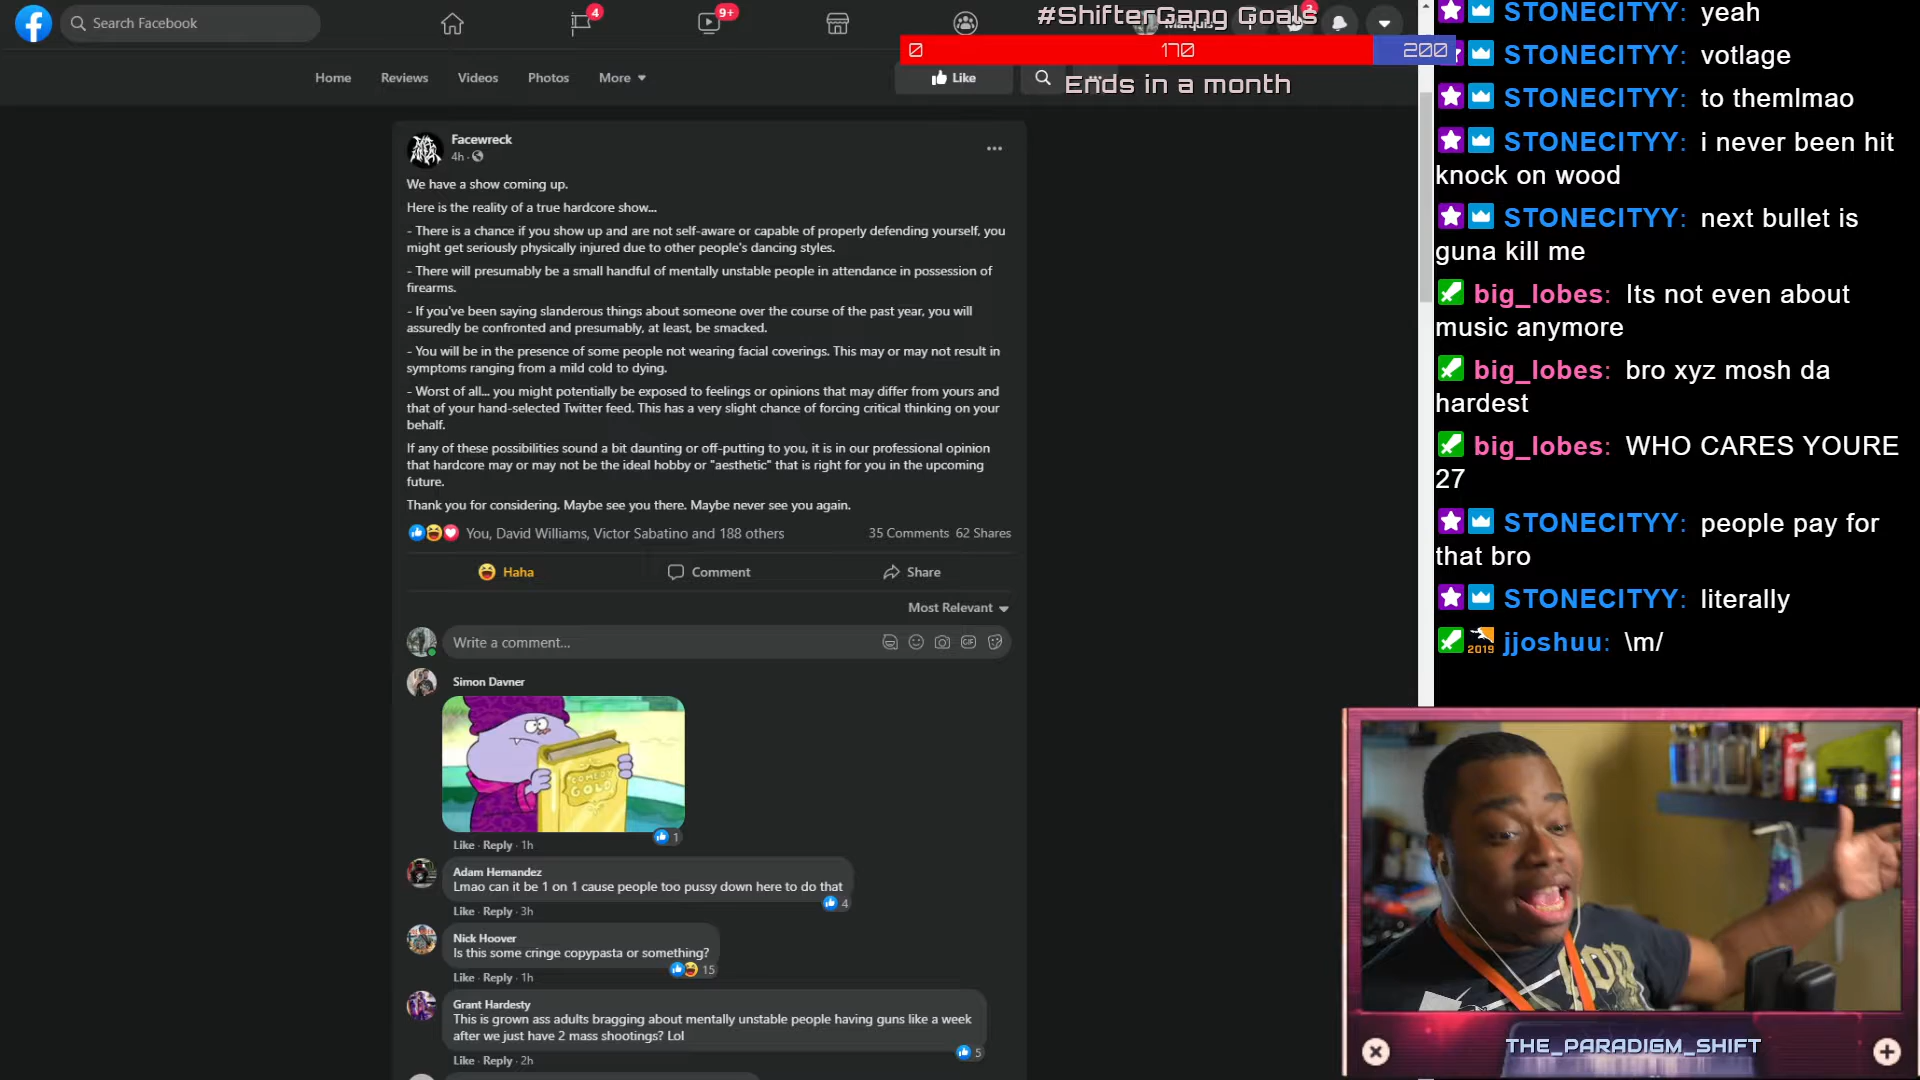 Search Facebook
4
9+
#ShifterGang Goals
0 170 200
Ends in a month
Home Reviews Videos Photos More
Like
Facewreck
4h ·
We have a show coming up.
Here is the reality of a true hardcore show...
- There is a chance if you show up and are not self-aware or capable of properly defending yourself, you
might get seriously physically injured due to other people's dancing styles.
- There will presumably be a small handful of mentally unstable people in attendance in possession of
firearms.
- If you've been saying slanderous things about someone over the course of the past year, you will
assuredly be confronted and presumably, at least, be smacked.
- You will be in the presence of some people not wearing facial coverings. This may or may not result in
symptoms ranging from a mild cold to dying.
- Worst of all... you might potentially be exposed to feelings or opinions that may differ from yours and
that of your hand-selected Twitter feed. This has a very slight chance of forcing critical thinking on your
behalf.
If any of these possibilities sound a bit daunting or off-putting to you, it is in our professional opinion
that hardcore may or may not be the ideal hobby or "aesthetic" that is right for you in the upcoming
future.
Thank you for considering. Maybe see you there. Maybe never see you again.
You, David Williams, Victor Sabatino and 188 others 35 Comments 62 Shares
Haha Comment Share
Most Relevant
Write a comment...
GIF
Simon Davner
COMEDY
GOLD
1
Like · Reply · 1h
Adam Hernandez
Lmao can it be 1 on 1 cause people too pussy down here to do that
4
Like · Reply · 3h
Nick Hoover
Is this some cringe copypasta or something?
15
Like · Reply · 1h
Grant Hardesty
This is grown ass adults bragging about mentally unstable people having guns like a week
after we just have 2 mass shootings? Lol
5
Like · Reply · 2h
STONECITYY: yeah
STONECITYY: votlage
STONECITYY: to themlmao
STONECITYY: i never been hit
knock on wood
STONECITYY: next bullet is
guna kill me
big_lobes: Its not even about
music anymore
big_lobes: bro xyz mosh da
hardest
big_lobes: WHO CARES YOURE
27
STONECITYY: people pay for
that bro
STONECITYY: literally
2019 jjoshuu: \m/
THE_PARADIGM_SHIFT